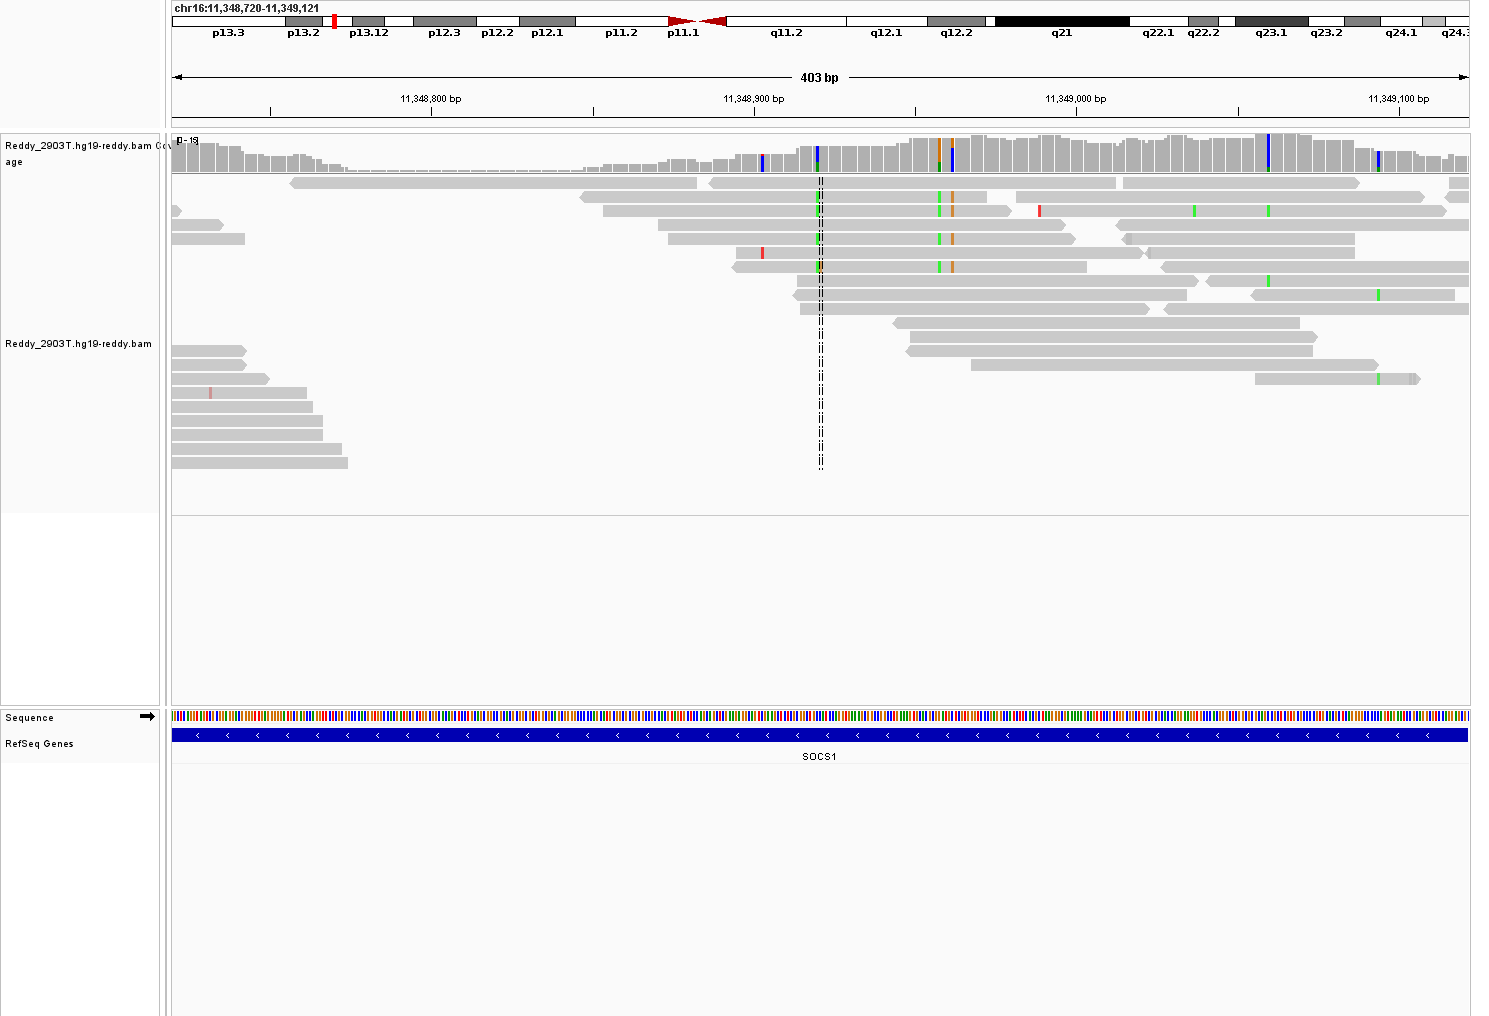 chr16:11,348,720-11,349,121
p13.3 p13.2 p13.12 p12.3 p12.2 p12.1 p11.2 p11.1 q11.2 q12.1 q12.2 q21 q22.1 q22.2 q23.1 q23.2 q24.1
403 bp
11,348,800 bp 11,348,900 bp 11,349,000 bp 11,349,100 bp
Reddy_2903T.hg19-reddy.bam Cov
age
Reddy_2903T.hg19-reddy.bam
Sequence
RefSeq Genes
SOCS1